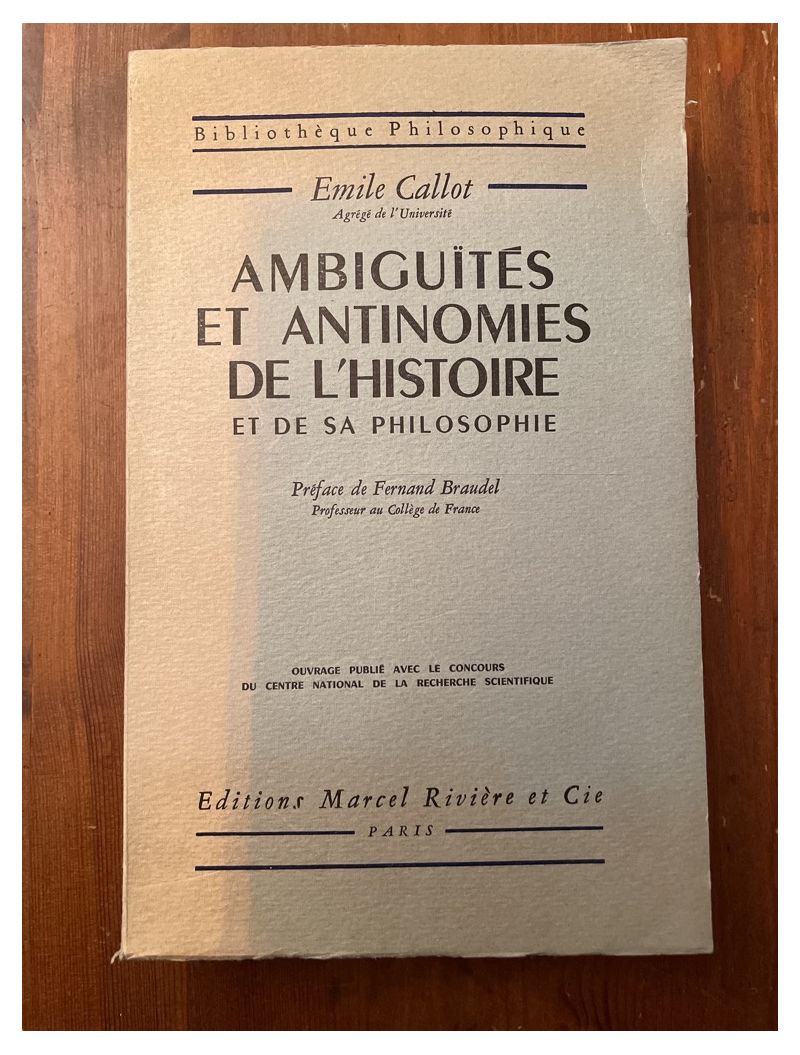 Bibliothèque Philosophique
Emile Callot
Agrégé de l'Université
AMBIGUÏTÉS
ET ANTINOMIES
DE L'HISTOIRE
ET DE SA PHILOSOPHIE
Préface de Fernand Braudel
Professeur au Collège de France
OUVRAGE PUBLIÉ AVEC LE CONCOURS
DU CENTRE NATIONAL DE LA RECHERCHE SCIENTIFIQUE
Editions Marcel Rivière et Cie
PARIS